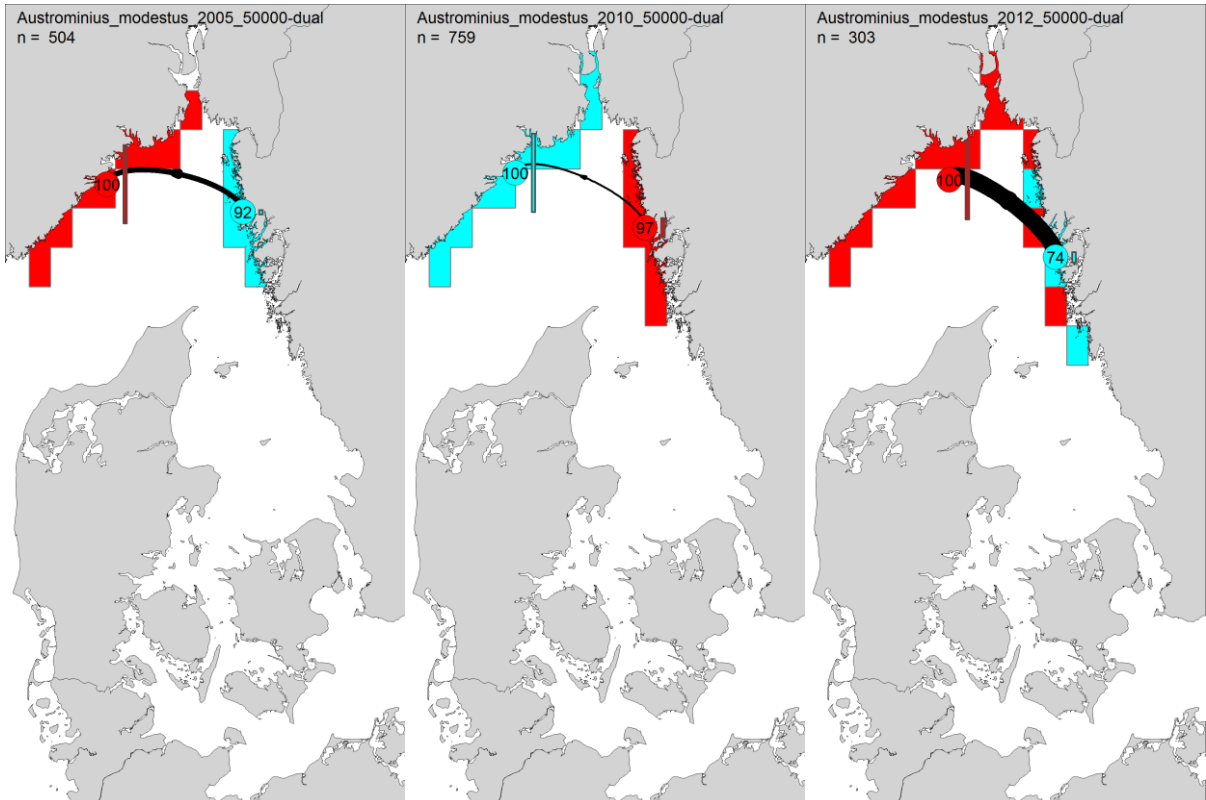 Austrominius_modestus_2005_50000-dual
n = 504
100
92
Austrominius_modestus_2010_50000-dual
n = 759
100
97
Austrominius_modestus_2012_50000-dual
n = 303
100
74